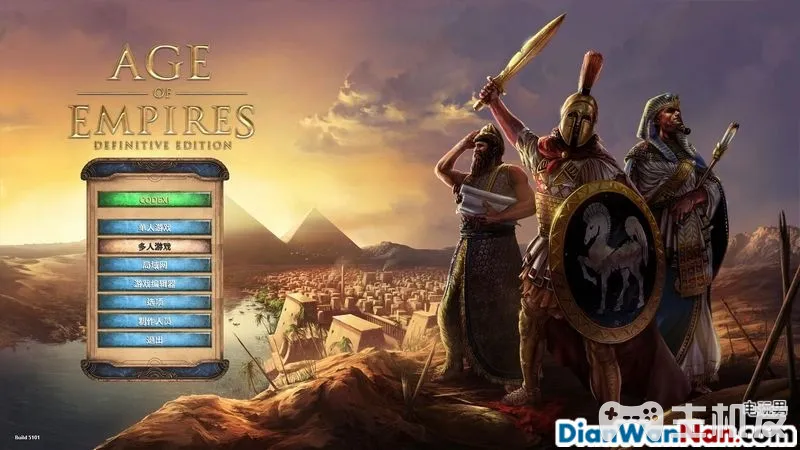 AGE
OF
EMPIRES
DEFINITIVE EDITION
CODEX!
单人游戏
多人游戏
局域网
游戏编辑器
选项
制作人员
退出
Build 5101
DianWanNan.com